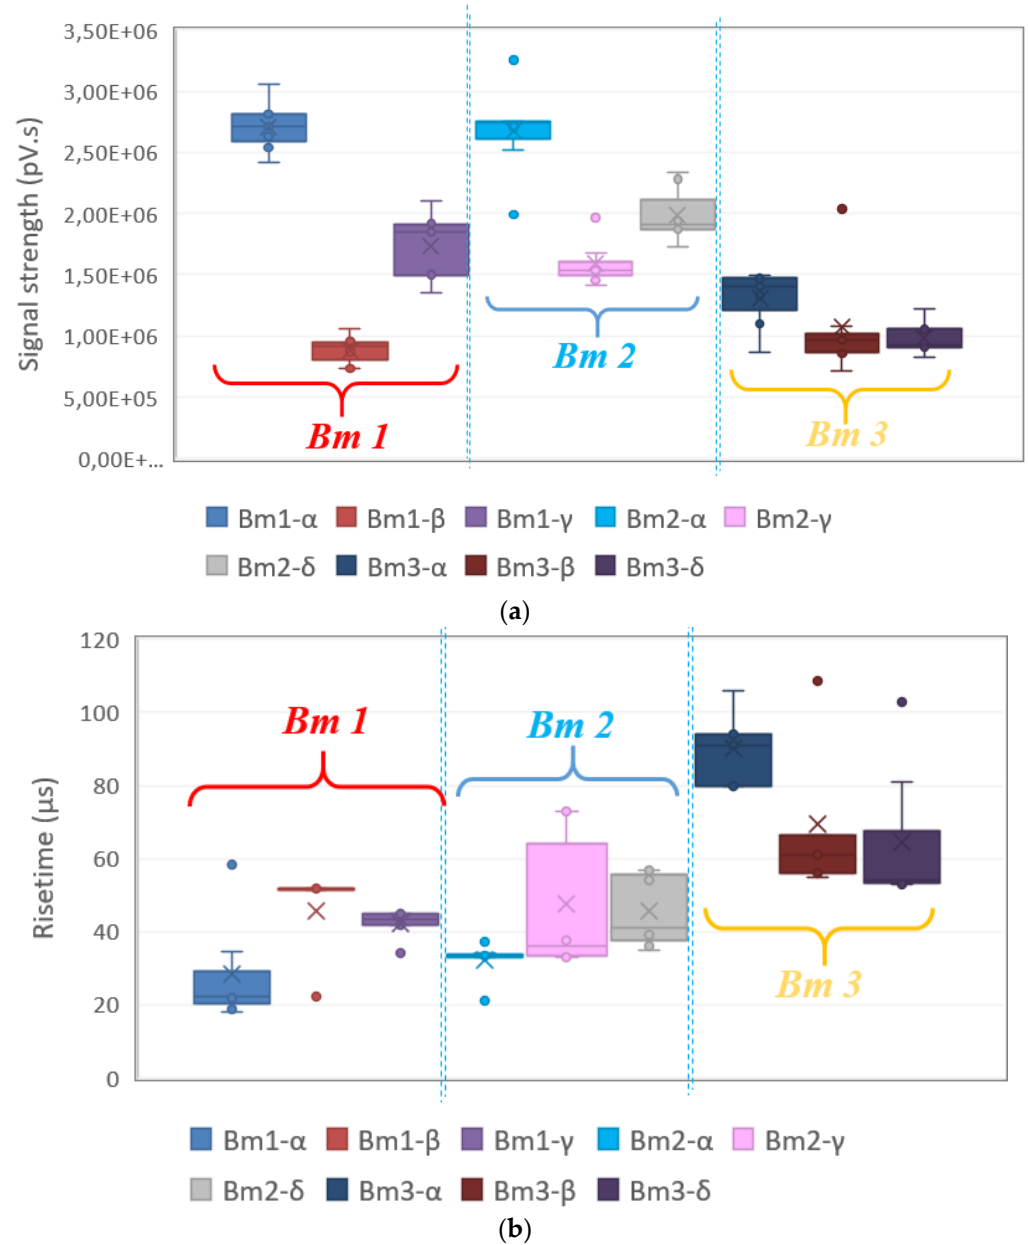 3,50E+06
3,00E+06
2,50E+06
2,00E+06
1,50E+06
1,00E+06
5,00E+05
0,00E+...
Signal strength (pV.s)
Bm 1
Bm 2
Bm 3
Bm1-α Bm1-β Bm1-γ Bm2-α Bm2-γ
Bm2-δ Bm3-α Bm3-β Bm3-δ
(a)
120
100
80
60
40
20
0
Risetime (µs)
Bm 1
Bm 2
Bm 3
Bm1-α Bm1-β Bm1-γ Bm2-α Bm2-γ
Bm2-δ Bm3-α Bm3-β Bm3-δ
(b)